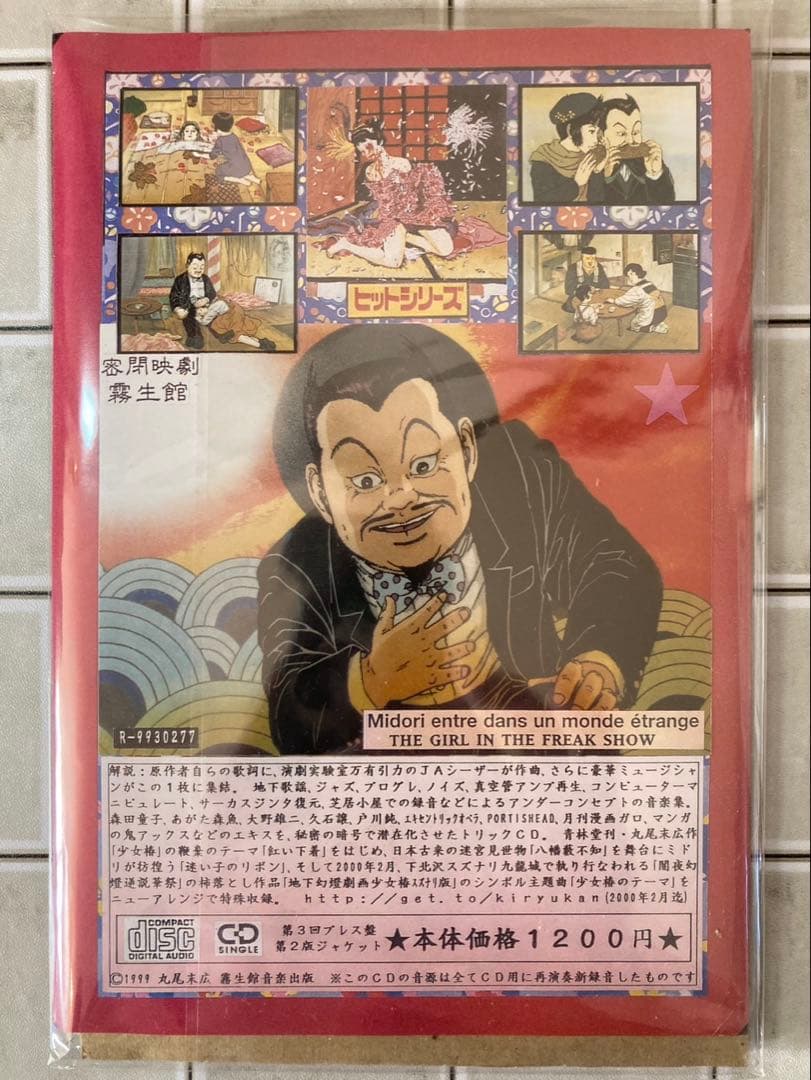 ヒットシリーズ
密閉映劇
霧生館
R-9930277
Midori entre dans un monde étrange
THE GIRL IN THE FREAK SHOW
解説:原作者自らの歌詞に、演劇実験室万有引力のJAシーザーが作曲、さらに豪華ミュージシャ
ンがこの1枚に集結。 地下歌謡、ジャズ、プログレ、ノイズ、真空管アンプ再生、コンピューターマ
ニピュレート、サーカスジンタ復元、芝居小屋での録音などによるアンダーコンセプトの音楽集。
森田童子、あがた森魚、大野雄二、久石譲、戸川純、エキセントリックオペラ、PORTISHEAD、月刊漫画ガロ、マンガ
の鬼アックスなどのエキスを、秘密の暗号で潜在化させたトリックCD。 青林堂刊・丸尾末広作
「少女椿」の鞭棄のテーマ「紅い下着」をはじめ、日本古来の迷宮見世物「八幡藪不知」を舞台にミド
リが彷徨う「迷い子のリボン」、そして2000年2月、下北沢スズナリ九龍城で執り行なわれる「闇夜幻
燈逆説華祭」の柿落とし作品「地下幻燈劇画少女椿スズナリ版」のシンボル主題曲「少女椿のテーマ」を
ニューアレンジで特殊収録。 http://get.to/kiryukan(2000年2月迄)
COMPACT
disc
DIGITAL AUDIO
CD
SINGLE
第3回プレス盤
第2版ジャケット
★本体価格1200円★
©1999 丸尾末広 霧生館音楽出版 ※このCDの音源は全てCD用に再演奏新録音したものです